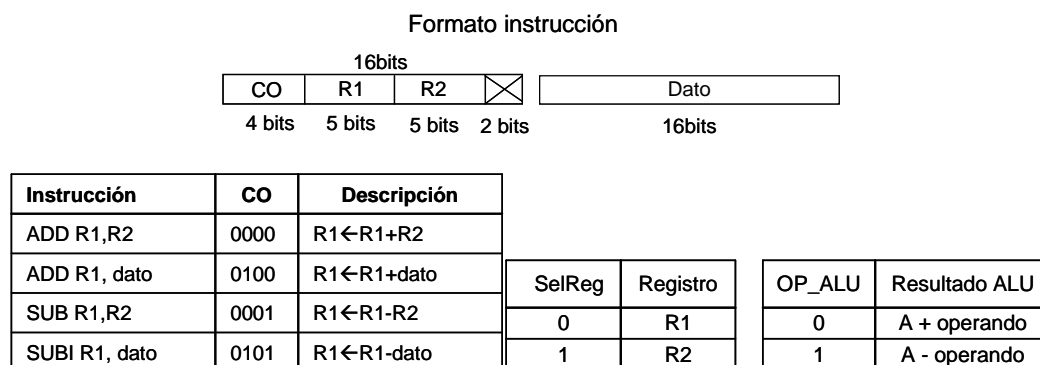 Formato instrucción
16bits
CO R1 R2 Dato
4 bits 5 bits 5 bits 2 bits 16bits
Instrucción CO Descripción
ADD R1,R2 0000 R1←R1+R2
ADD R1, dato 0100 R1←R1+dato
SUB R1,R2 0001 R1←R1-R2
SUBI R1, dato 0101 R1←R1-dato
SelReg Registro
0 R1
1 R2
OP_ALU Resultado ALU
0 A + operando
1 A - operando